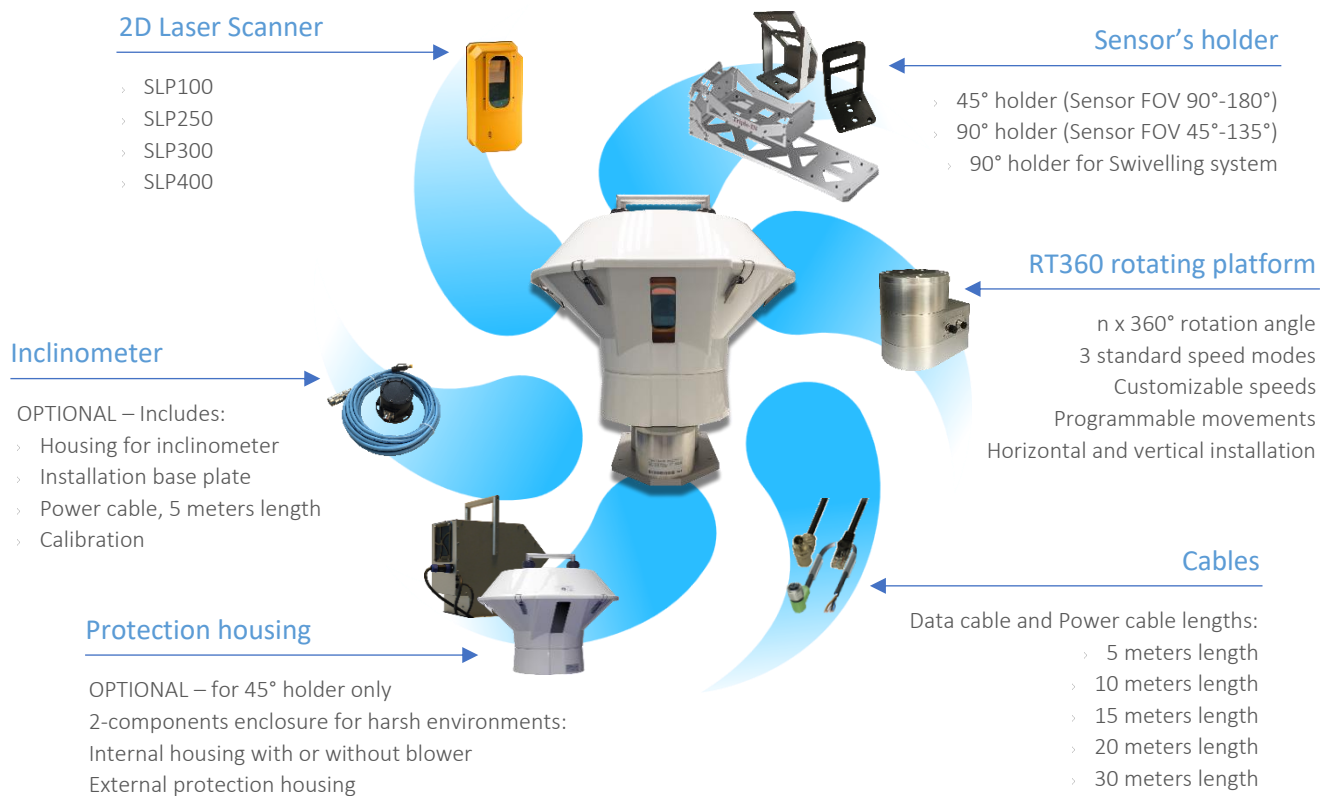 2D Laser Scanner
SLP100
SLP250
SLP300
SLP400
Sensor’s holder
45° holder (Sensor FOV 90°-180°)
90° holder (Sensor FOV 45°-135°)
90° holder for Swivelling system
RT360 rotating platform
n x 360° rotation angle
3 standard speed modes
Customizable speeds
Programmable movements
Horizontal and vertical installation
Inclinometer
OPTIONAL – Includes:
Housing for inclinometer
Installation base plate
Power cable, 5 meters length
Calibration
Protection housing
OPTIONAL – for 45° holder only
2-components enclosure for harsh environments:
Internal housing with or without blower
External protection housing
Cables
Data cable and Power cable lengths:
5 meters length
10 meters length
15 meters length
20 meters length
30 meters length